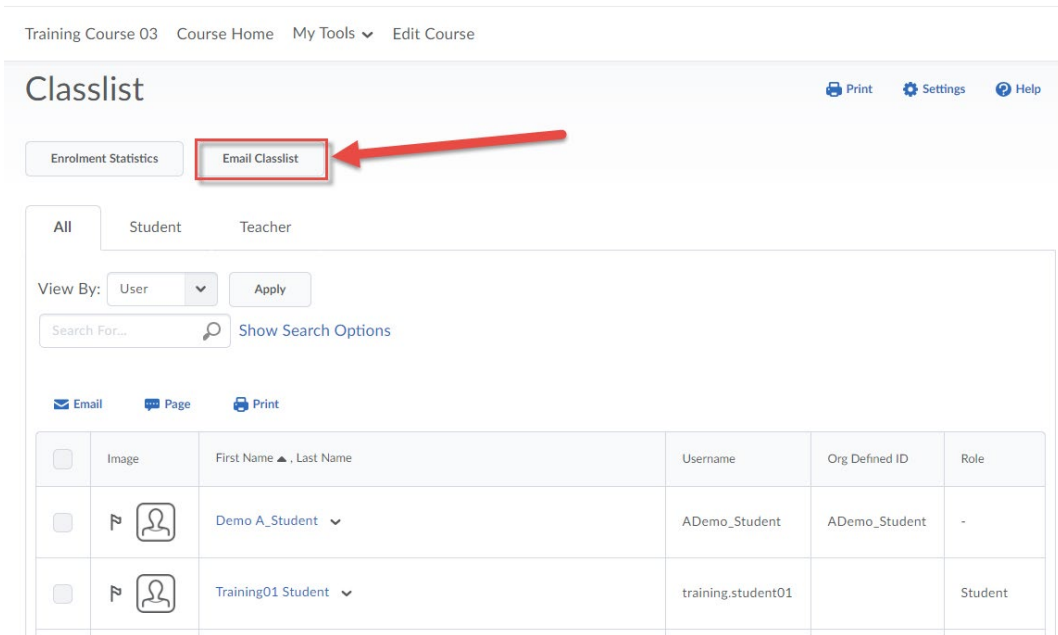 Training Course 03 Course Home My Tools Edit Course
Classlist
Print Settings Help
Enrolment Statistics Email Classlist
All Student Teacher
View By: User Apply
Search For... Show Search Options
Email Page Print
Image First Name , Last Name Username Org Defined ID Role
Demo A_Student ADemo_Student ADemo_Student -
Training01 Student training.student01 Student